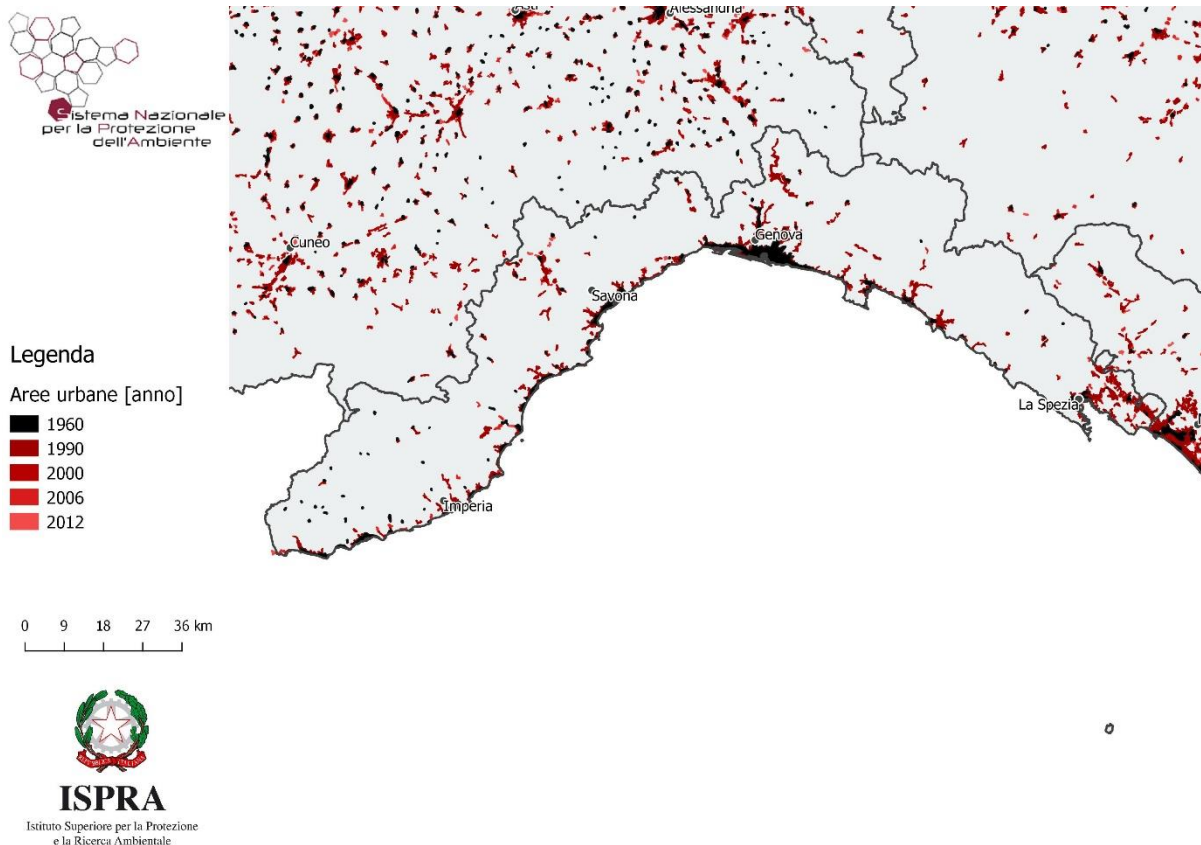 Sistema Nazionale
per la Protezione
dell'Ambiente
Alessandria
Cuneo
Genova
Savona
La Spezia
Imperia
Legenda
Aree urbane [anno]
1960
1990
2000
2006
2012
0 9 18 27 36 km
REPUBBLICA ITALIANA
ISPRA
Istituto Superiore per la Protezione
e la Ricerca Ambientale